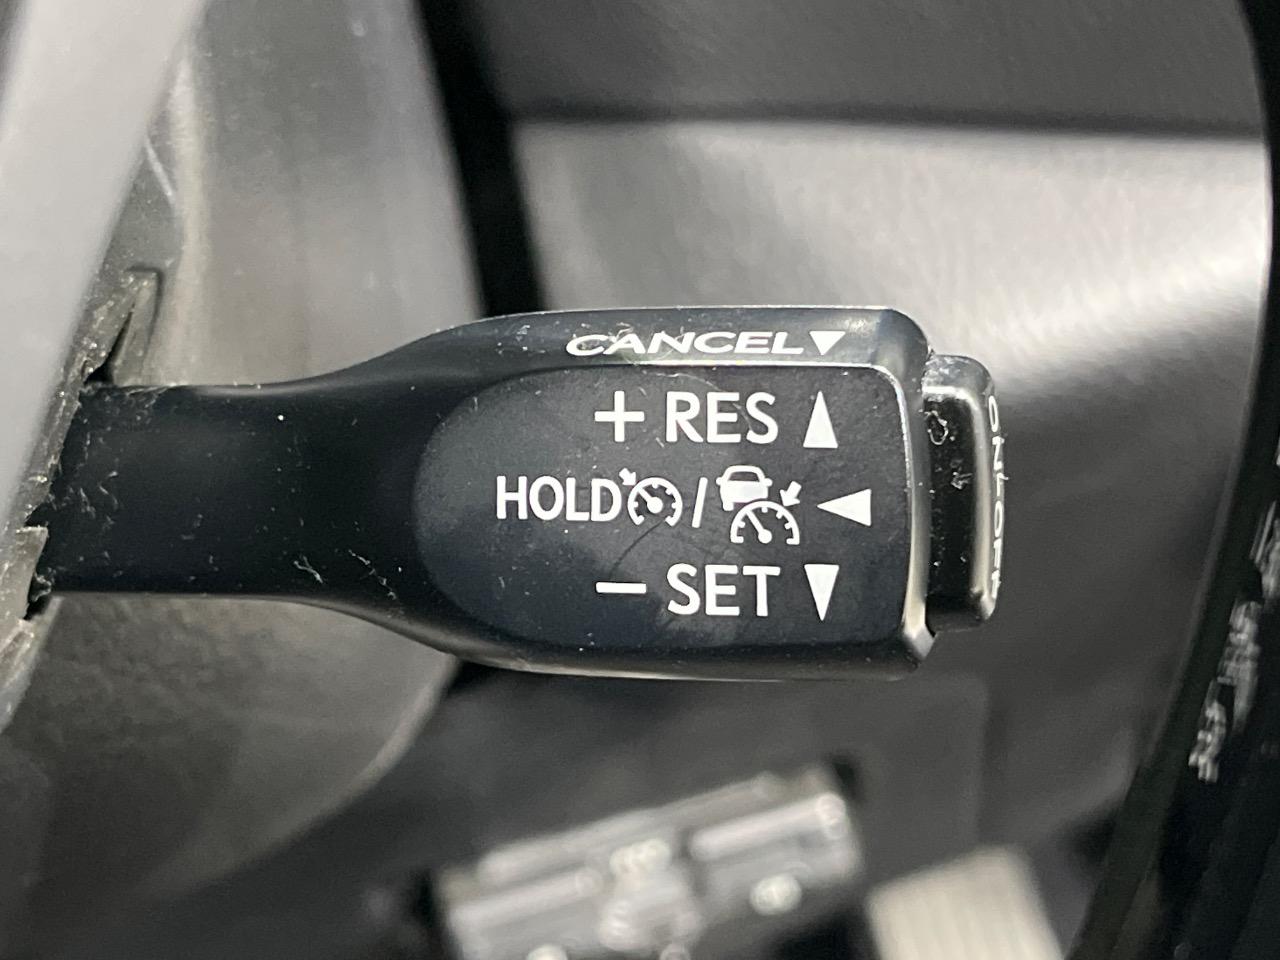 CANCEL▼
+ RES ▲
HOLD / ◀
− SET ▼
ON-OFF